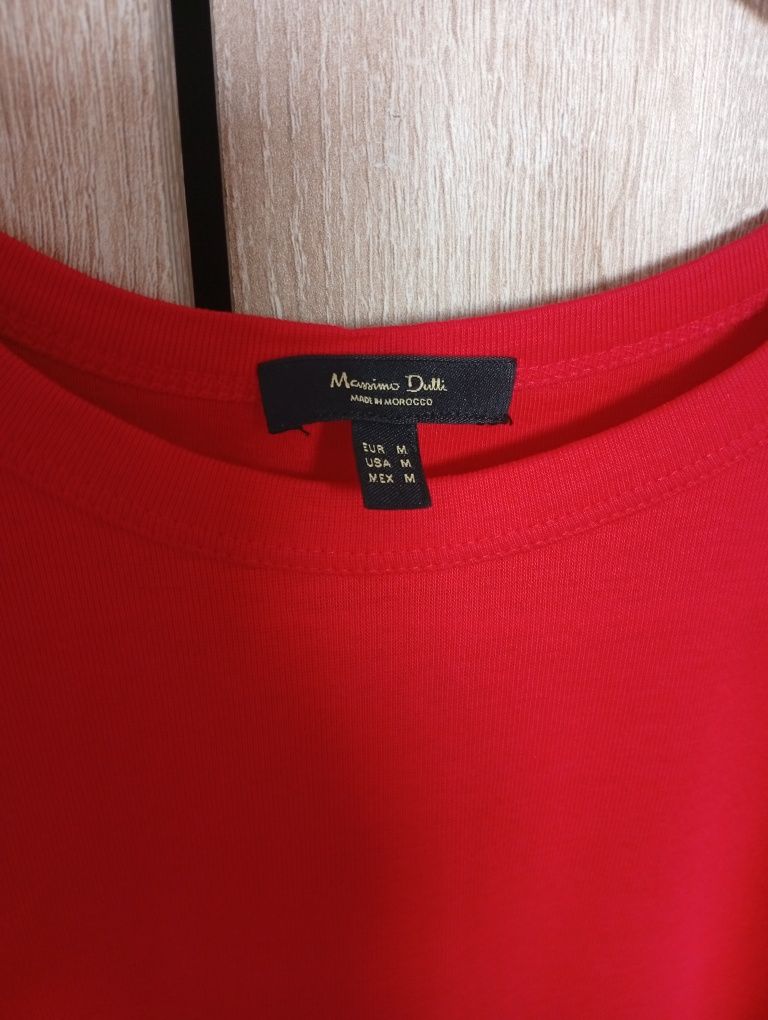 Massimo Dutti
MADE IN MOROCCO
EUR M
USA M
MEX M